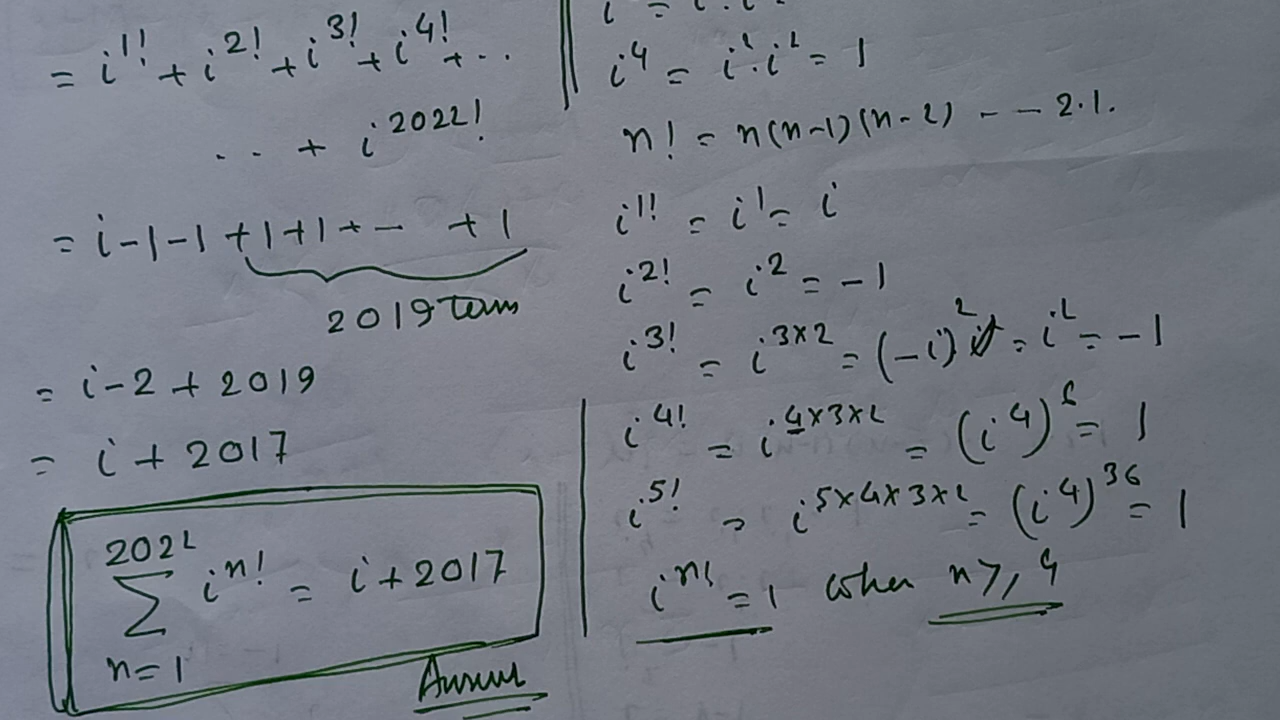 = i^1! + i^2! + i^3! + i^4! + ..
.. + i^2022!
= i-1-1 +1+1+ -- +1
2019 terms
= i-2 + 2019
= i + 2017
2022
∑ i^n! = i+2017
n=1
Answer
i^4 = i^2.i^2 = 1
n! = n(n-1)(n-2) --- 2.1.
i^1! = i^1 = i
i^2! = i^2 = -1
i^3! = i^3×2 = (-i)^2 = i^2 = -1
i^4! = i^4×3×2 = (i^4)^6 = 1
i^5! = i^5×4×3×2 = (i^4)^36 = 1
i^n! = 1 when n ≥ 4